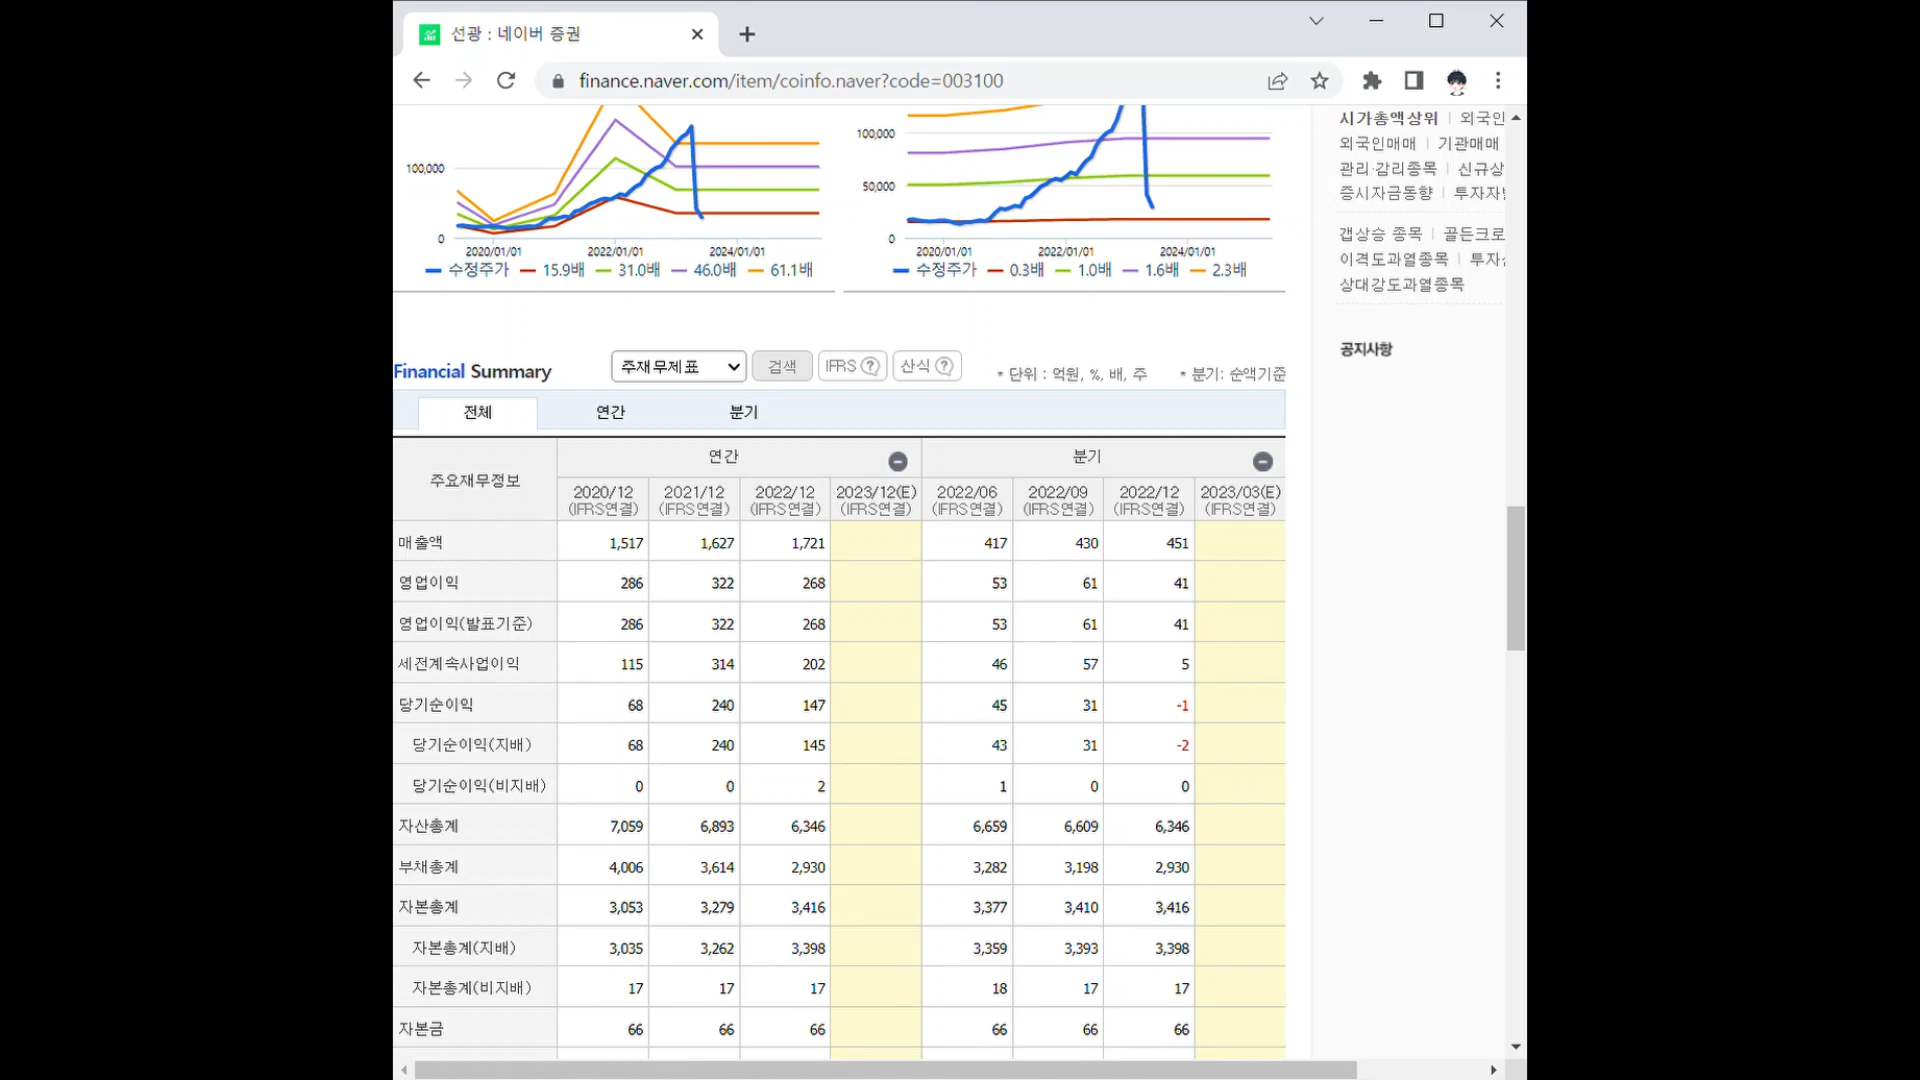 선광 : 네이버 증권
finance.naver.com/item/coinfo.naver?code=003100
100,000
0
2020/01/01 2022/01/01 2024/01/01
수정주가 15.9배 31.0배 46.0배 61.1배
100,000
50,000
0
2020/01/01 2022/01/01 2024/01/01
수정주가 0.3배 1.0배 1.6배 2.3배
시가총액상위 외국인
외국인매매 기관매매
관리·감리종목 신규상
증시자금동향 투자자
갭상승 종목 골든크로
이격도과열종목 투자
상대강도과열종목
공지사항
Financial Summary 주재무제표 검색 IFRS ? 산식 ? * 단위 : 억원, %, 배, 주 * 분기: 순액기준
전체 연간 분기
주요재무정보 연간 분기
2020/12 2021/12 2022/12 2023/12(E) 2022/06 2022/09 2022/12 2023/03(E)
(IFRS연결) (IFRS연결) (IFRS연결) (IFRS연결) (IFRS연결) (IFRS연결) (IFRS연결) (IFRS연결)
매출액 1,517 1,627 1,721 417 430 451
영업이익 286 322 268 53 61 41
영업이익(발표기준) 286 322 268 53 61 41
세전계속사업이익 115 314 202 46 57 5
당기순이익 68 240 147 45 31 -1
당기순이익(지배) 68 240 145 43 31 -2
당기순이익(비지배) 0 0 2 1 0 0
자산총계 7,059 6,893 6,346 6,659 6,609 6,346
부채총계 4,006 3,614 2,930 3,282 3,198 2,930
자본총계 3,053 3,279 3,416 3,377 3,410 3,416
자본총계(지배) 3,035 3,262 3,398 3,359 3,393 3,398
자본총계(비지배) 17 17 17 18 17 17
자본금 66 66 66 66 66 66